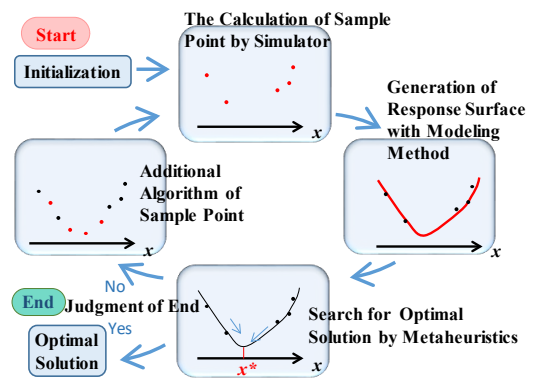 Start
Initialization
The Calculation of Sample
Point by Simulator
x
Generation of
Response Surface
with Modeling
Method
x
Additional
Algorithm of
Sample Point
x
No
End
Judgment of End
Yes
Search for Optimal
Solution by Metaheuristics
x*
Optimal
Solution